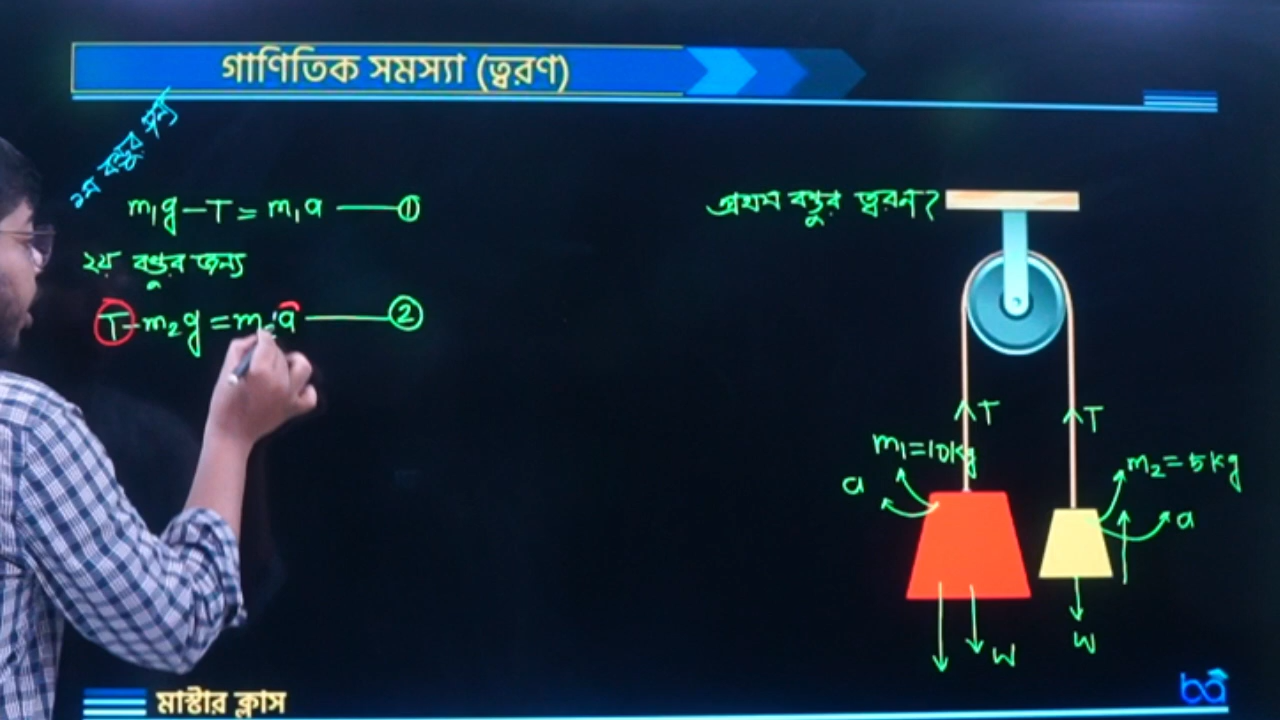 গাণিতিক সমস্যা (ত্বরণ)
১ম বস্তুর জন্য
m₁g - T = m₁a ——— ①
২য় বস্তুর জন্য
T - m₂g = m₂a ——— ②
প্রথম বস্তুর ত্বরণ?
T
T
m₁ = 10kg
m₂ = 5kg
a
a
W
W
মাস্টার ক্লাস